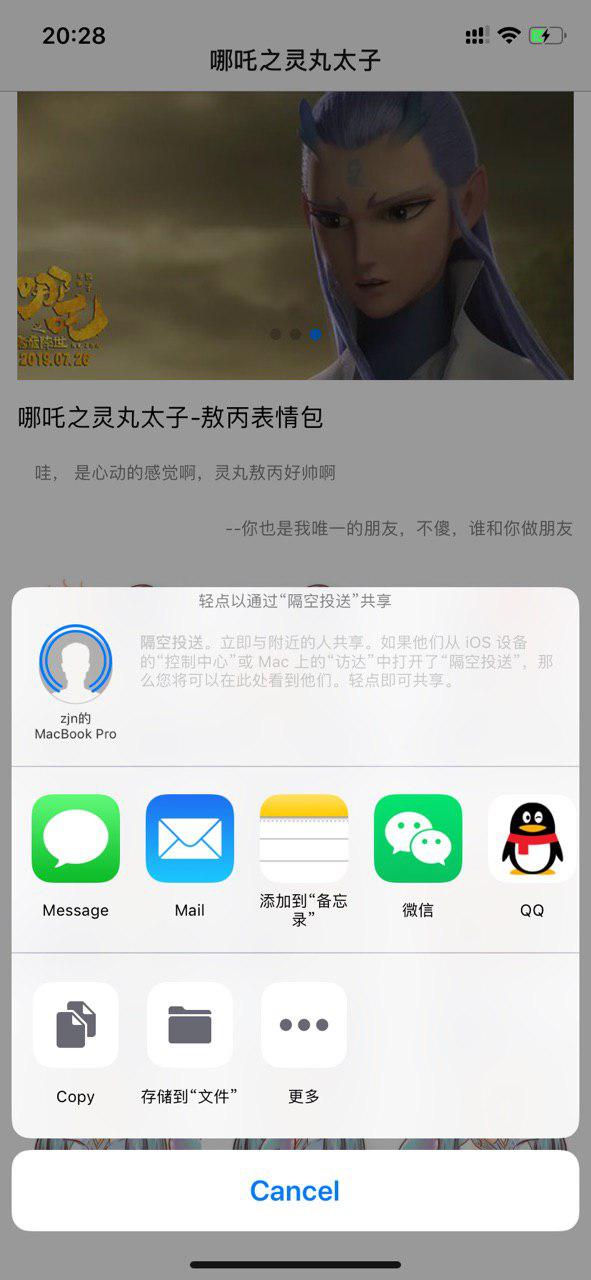 20:28
哪吒之灵丸太子
哪吒
之
2019.07.26
哪吒之灵丸太子-敖丙表情包
哇， 是心动的感觉啊，灵丸敖丙好帅啊
--你也是我唯一的朋友，不傻，谁和你做朋友
轻点以通过“隔空投送”共享
隔空投送。立即与附近的人共享。如果他们从 iOS 设备
的“控制中心”或 Mac 上的“访达”中打开了“隔空投送”，那
么您将可以在此处看到他们。轻点即可共享。
zjn的
MacBook Pro
Message
Mail
添加到“备忘
录”
微信
QQ
Copy
存储到“文件”
更多
Cancel